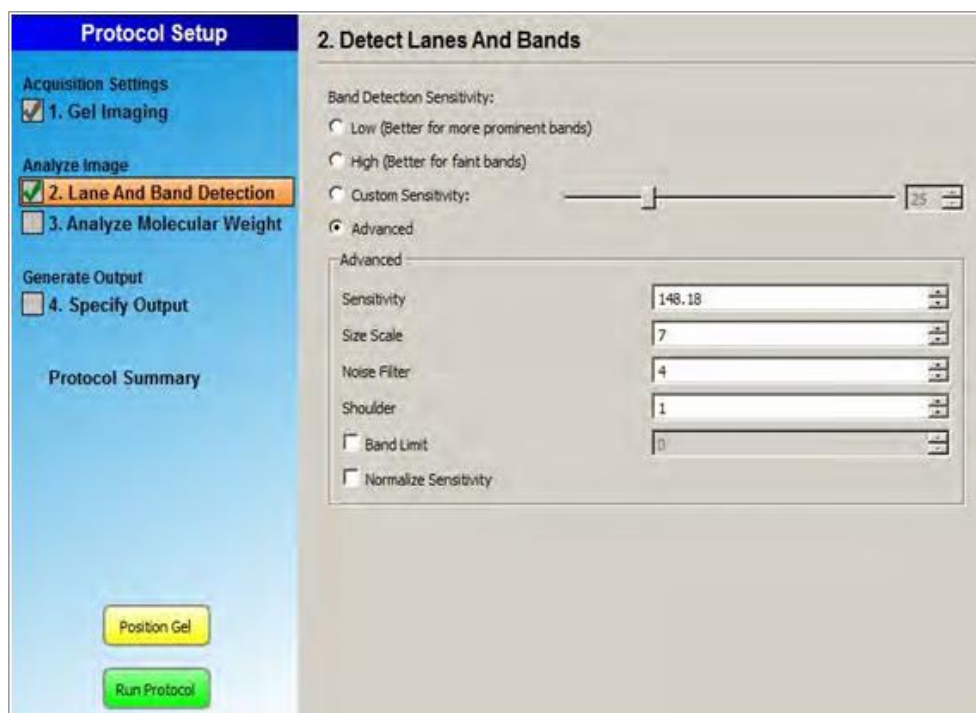 Protocol Setup
Acquisition Settings
1. Gel Imaging
Analyze Image
2. Lane And Band Detection
3. Analyze Molecular Weight
Generate Output
4. Specify Output
Protocol Summary
Position Gel
Run Protocol
2. Detect Lanes And Bands
Band Detection Sensitivity:
Low (Better for more prominent bands)
High (Better for faint bands)
Custom Sensitivity: 25
Advanced
Advanced
Sensitivity 148.18
Size Scale 7
Noise Filter 4
Shoulder 1
Band Limit 0
Normalize Sensitivity